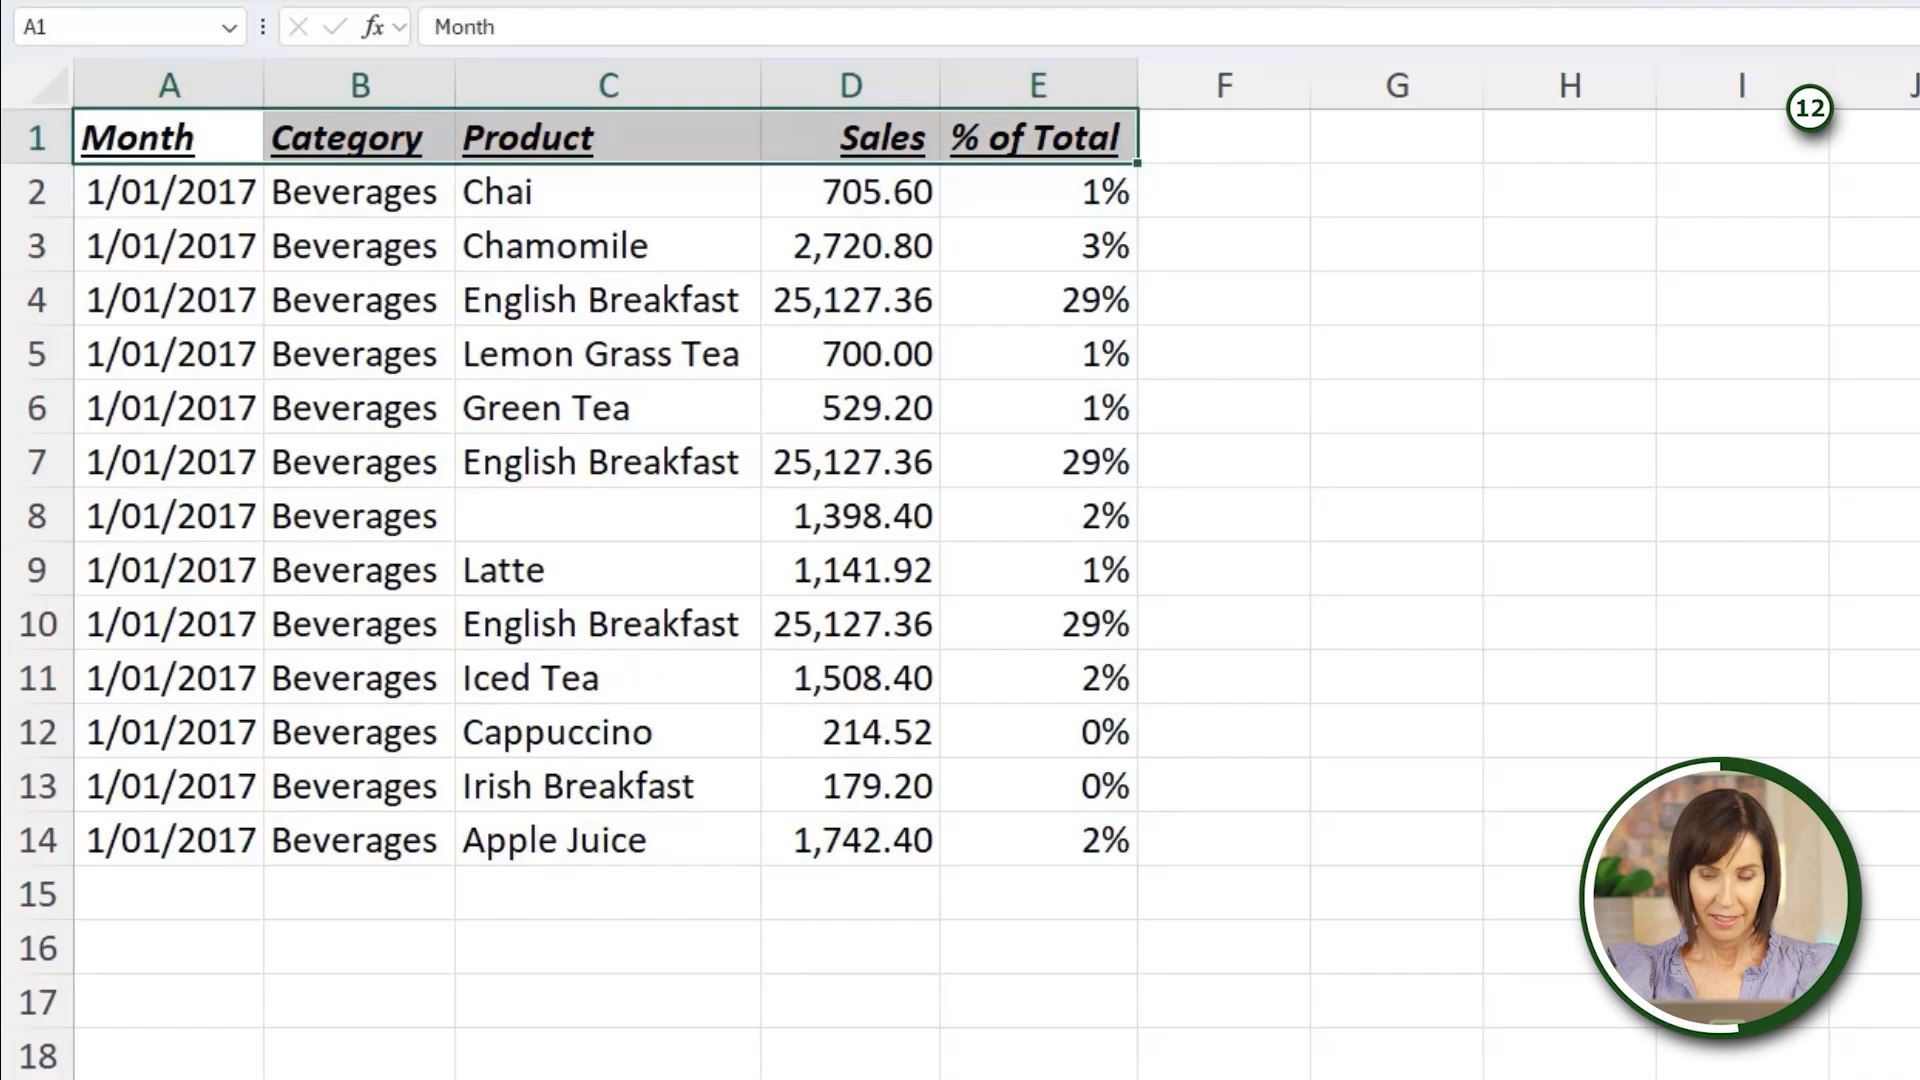 A1 fx Month
A B C D E F G H I J
12
1 Month Category Product Sales % of Total
2 1/01/2017 Beverages Chai 705.60 1%
3 1/01/2017 Beverages Chamomile 2,720.80 3%
4 1/01/2017 Beverages English Breakfast 25,127.36 29%
5 1/01/2017 Beverages Lemon Grass Tea 700.00 1%
6 1/01/2017 Beverages Green Tea 529.20 1%
7 1/01/2017 Beverages English Breakfast 25,127.36 29%
8 1/01/2017 Beverages 1,398.40 2%
9 1/01/2017 Beverages Latte 1,141.92 1%
10 1/01/2017 Beverages English Breakfast 25,127.36 29%
11 1/01/2017 Beverages Iced Tea 1,508.40 2%
12 1/01/2017 Beverages Cappuccino 214.52 0%
13 1/01/2017 Beverages Irish Breakfast 179.20 0%
14 1/01/2017 Beverages Apple Juice 1,742.40 2%
15
16
17
18